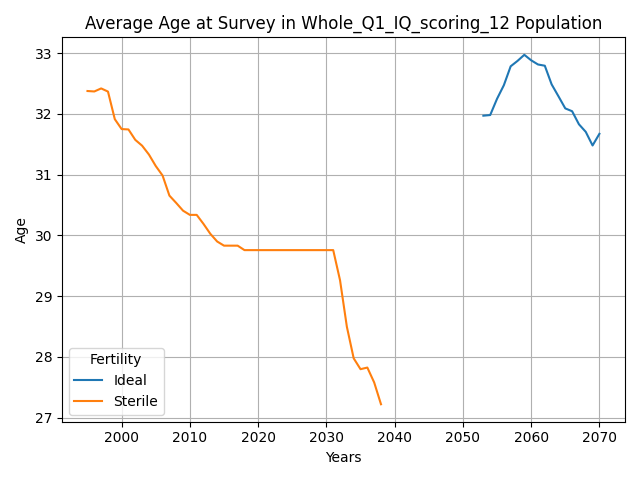 Average Age at Survey in Whole_Q1_IQ_scoring_12 Population
33
32
31
30
29
28
27
Age
Fertility
Ideal
Sterile
2000 2010 2020 2030 2040 2050 2060 2070
Years